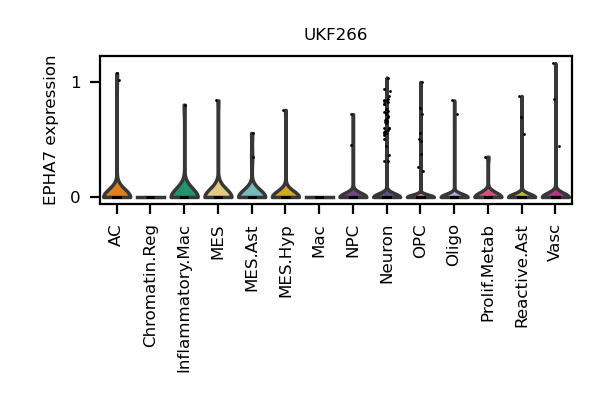 UKF266
EPHA7 expression
1
0
AC
Chromatin.Reg
Inflammatory.Mac
MES
MES.Ast
MES.Hyp
Mac
NPC
Neuron
OPC
Oligo
Prolif.Metab
Reactive.Ast
Vasc